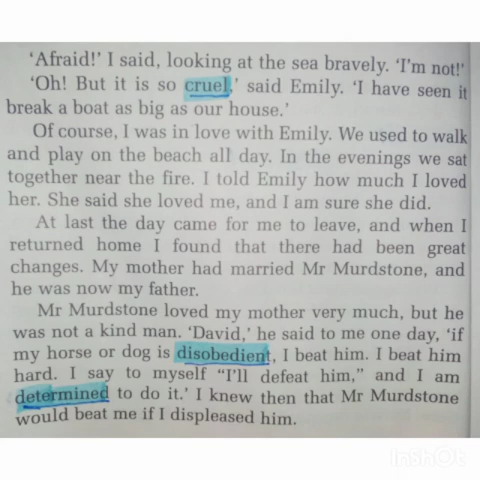 'Afraid!' I said, looking at the sea bravely. 'I'm not!'
'Oh! But it is so cruel,' said Emily. 'I have seen it
break a boat as big as our house.'
Of course, I was in love with Emily. We used to walk
and play on the beach all day. In the evenings we sat
together near the fire. I told Emily how much I loved
her. She said she loved me, and I am sure she did.
At last the day came for me to leave, and when I
returned home I found that there had been great
changes. My mother had married Mr Murdstone, and
he was now my father.
Mr Murdstone loved my mother very much, but he
was not a kind man. 'David,' he said to me one day, 'if
my horse or dog is disobedient, I beat him. I beat him
hard. I say to myself "I'll defeat him," and I am
determined to do it.' I knew then that Mr Murdstone
would beat me if I displeased him.
InShOt